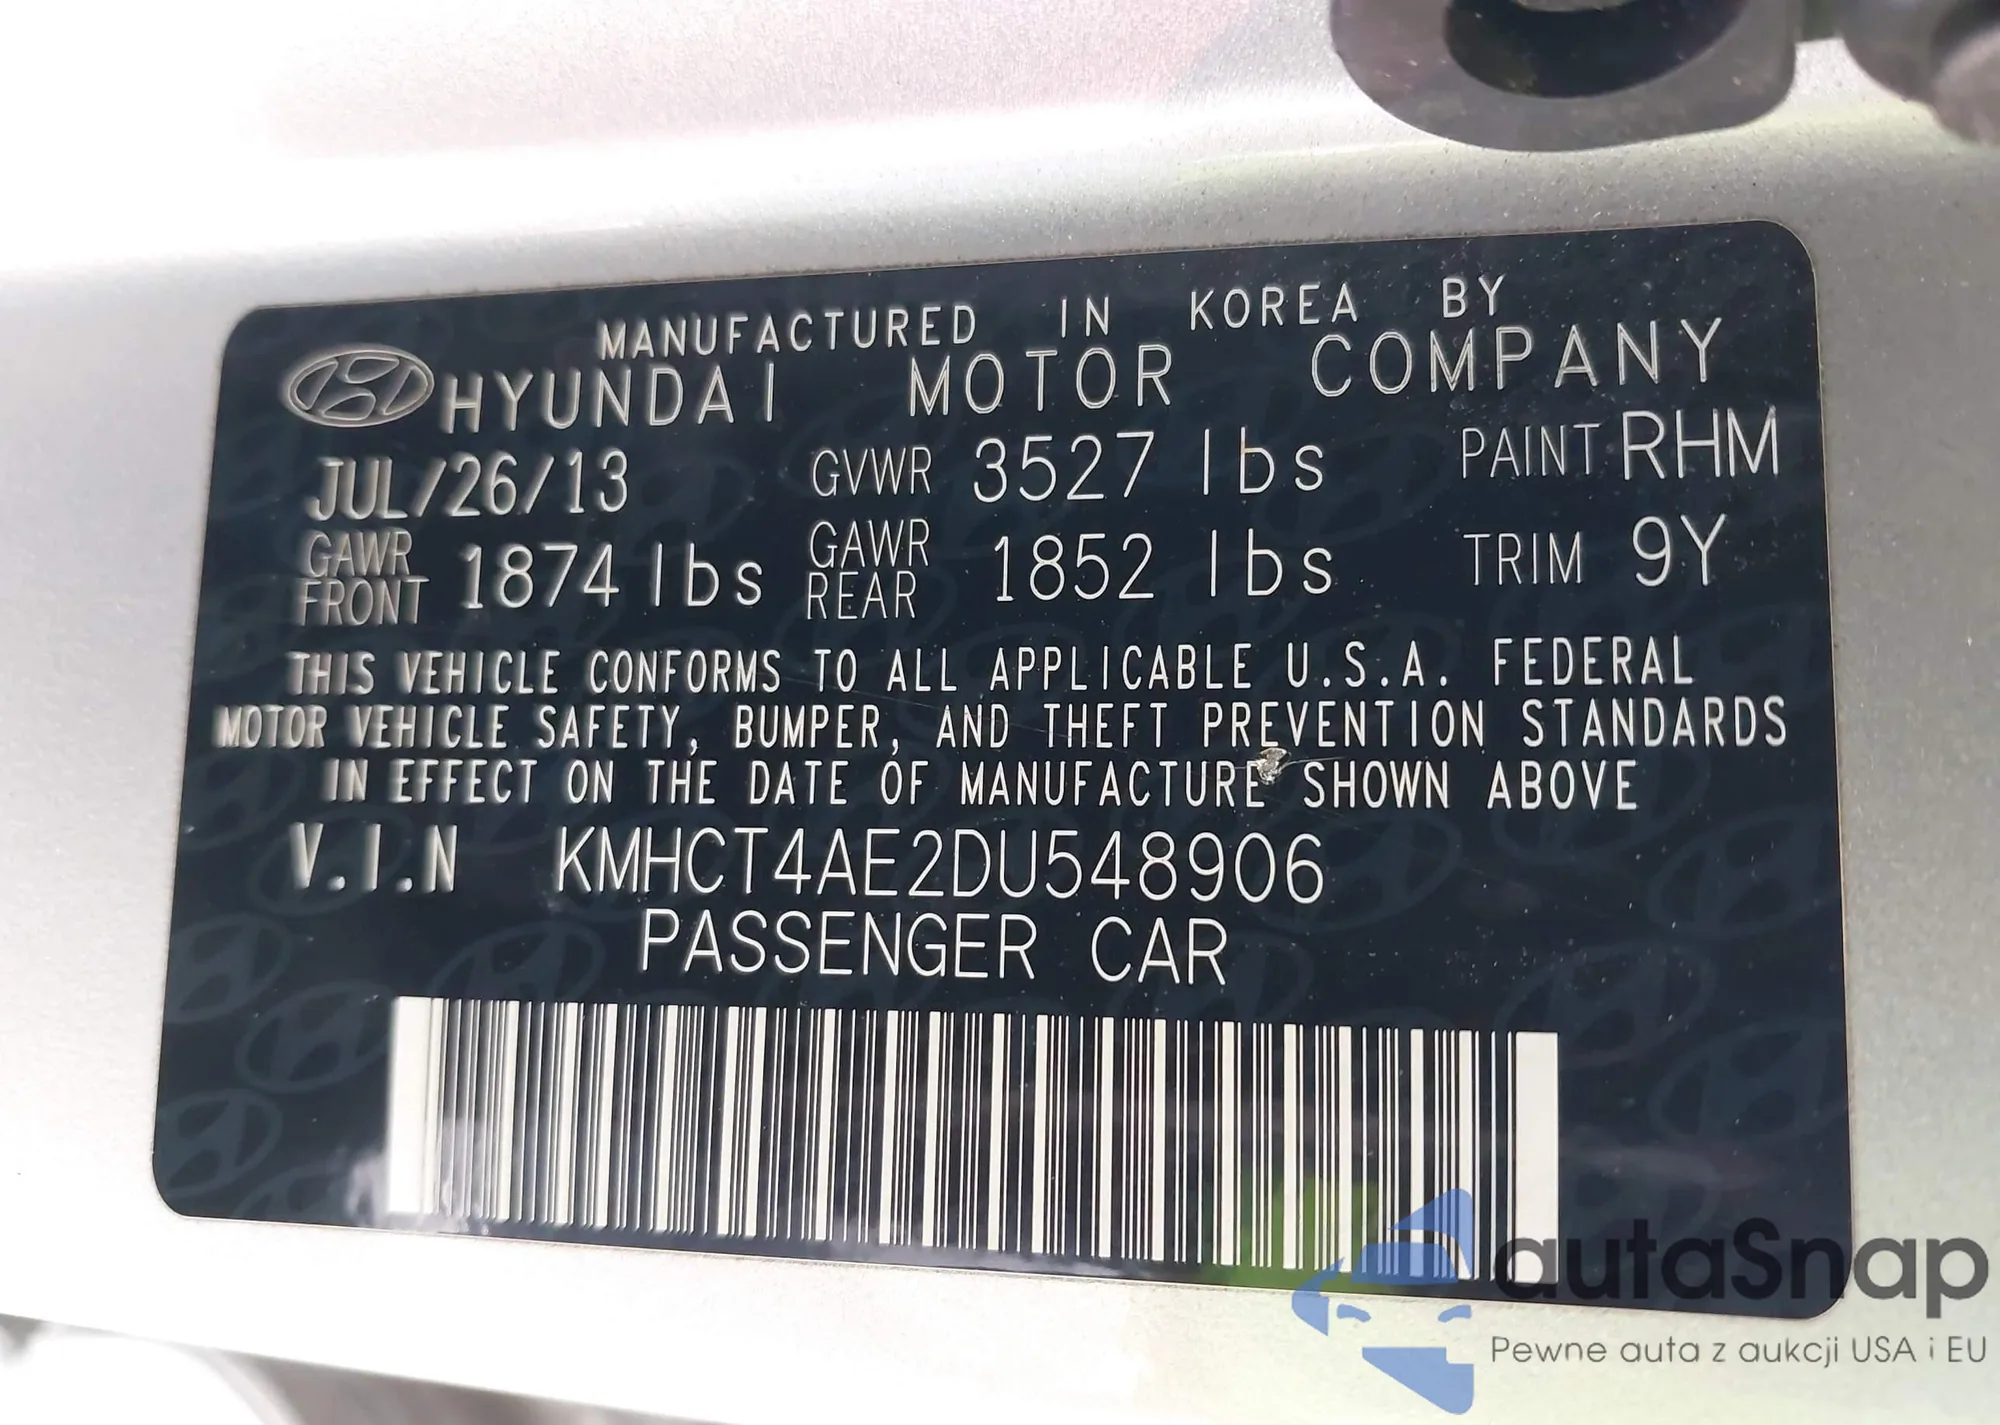 MANUFACTURED IN KOREA BY
HYUNDAI MOTOR COMPANY
JUL/26/13 GVWR 3527 lbs PAINT RHM
GAWR FRONT 1874 lbs GAWR REAR 1852 lbs TRIM 9Y
THIS VEHICLE CONFORMS TO ALL APPLICABLE U.S.A. FEDERAL
MOTOR VEHICLE SAFETY, BUMPER, AND THEFT PREVENTION STANDARDS
IN EFFECT ON THE DATE OF MANUFACTURE SHOWN ABOVE
V.I.N KMHCT4AE2DU548906
PASSENGER CAR
autaSnap
Pewne auta z aukcji USA i EU